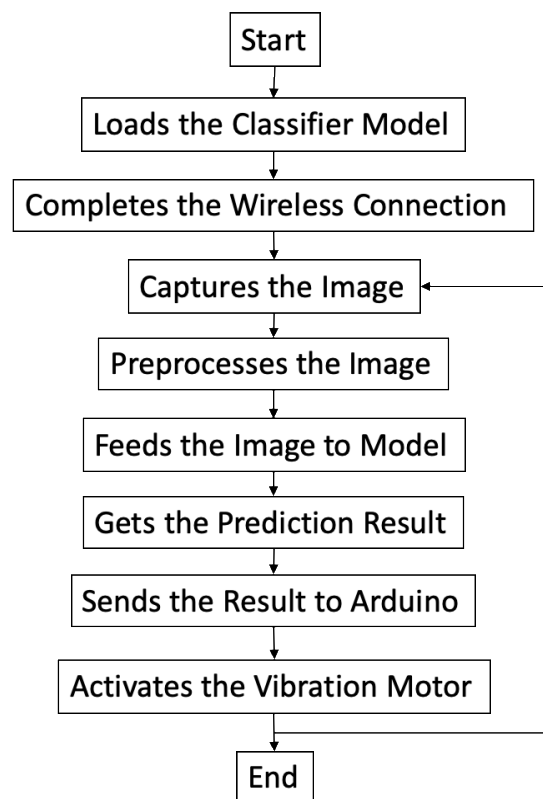 Start
Loads the Classifier Model
Completes the Wireless Connection
Captures the Image
Preprocesses the Image
Feeds the Image to Model
Gets the Prediction Result
Sends the Result to Arduino
Activates the Vibration Motor
End